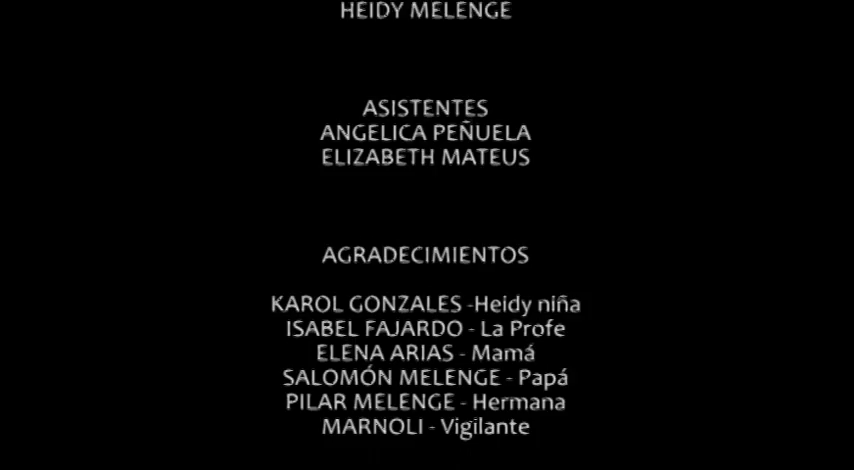 HEIDY MELENGE
ASISTENTES
ANGELICA PEÑUELA
ELIZABETH MATEUS
AGRADECIMIENTOS
KAROL GONZALES -Heidy niña
ISABEL FAJARDO - La Profe
ELENA ARIAS - Mamá
SALOMÓN MELENGE - Papá
PILAR MELENGE - Hermana
MARNOLI - Vigilante